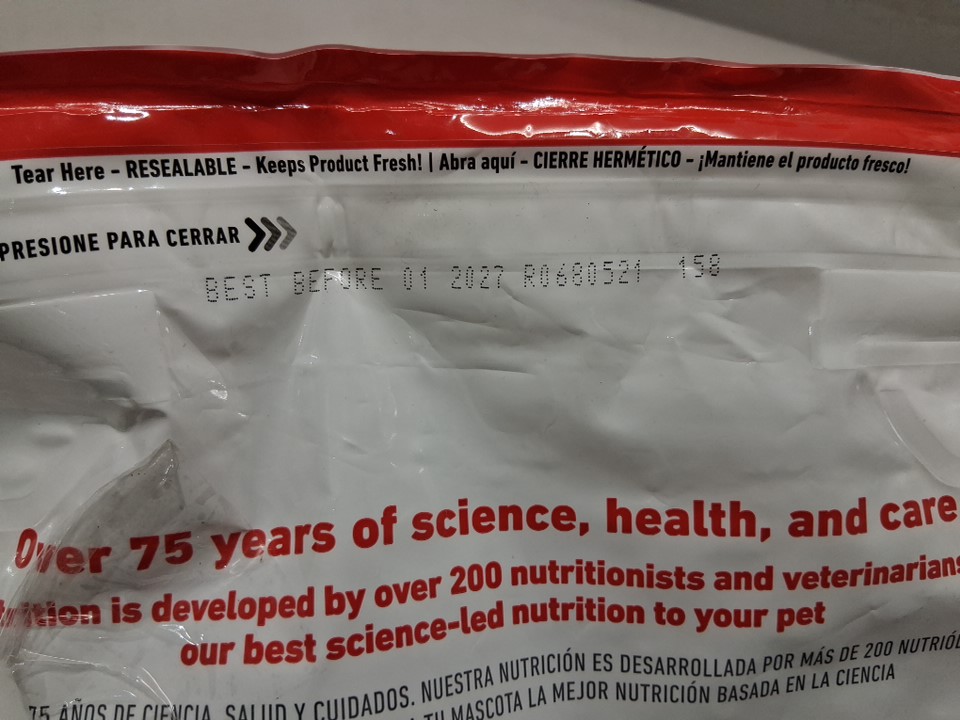 Tear Here - RESEALABLE - Keeps Product Fresh! | Abra aquí - CIERRE HERMÉTICO - ¡Mantiene el producto fresco!
PRESIONE PARA CERRAR
BEST BEFORE 01 2027 R0680521 158
Over 75 years of science, health, and care
is developed by over 200 nutritionists and veterinarians
our best science-led nutrition to your pet
75 AÑOS DE CIENCIA, SALUD Y CUIDADOS. NUESTRA NUTRICIÓN ES DESARROLLADA POR MÁS DE 200
TU MASCOTA LA MEJOR NUTRICIÓN BASADA EN LA CIENCIA